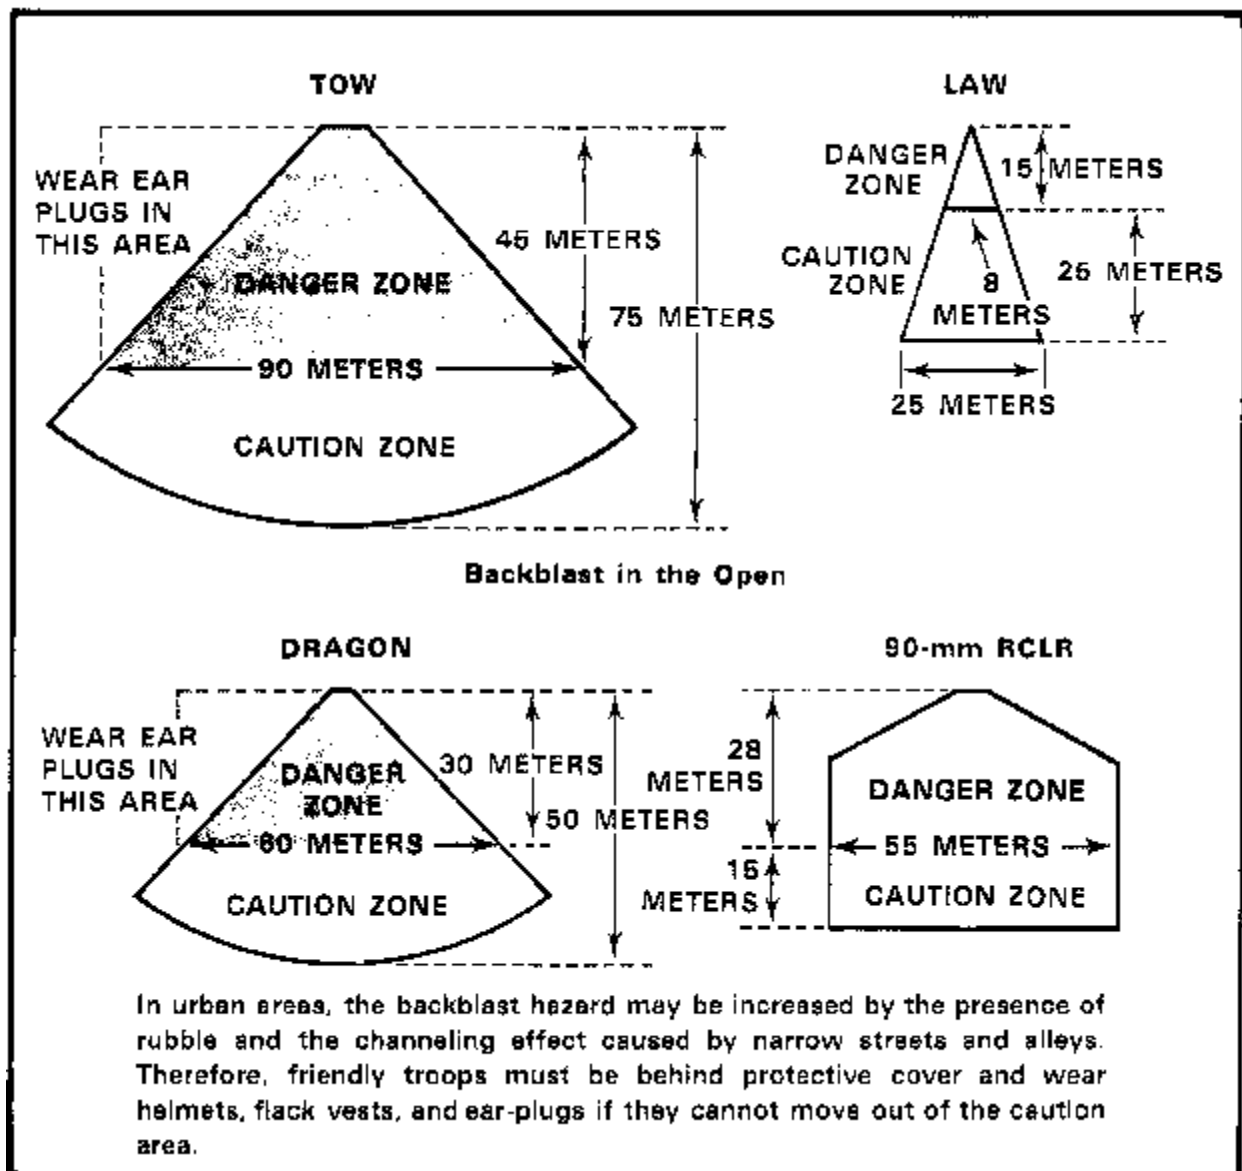 TOW
WEAR EAR
PLUGS IN
THIS AREA
DANGER ZONE
45 METERS
75 METERS
90 METERS
CAUTION ZONE
LAW
DANGER
ZONE
15 METERS
CAUTION
ZONE
8
METERS
25 METERS
25 METERS
Backblast in the Open
DRAGON
WEAR EAR
PLUGS IN
THIS AREA
DANGER
ZONE
30 METERS
50 METERS
60 METERS
CAUTION ZONE
90-mm RCLR
28
METERS
DANGER ZONE
55 METERS
15
METERS
CAUTION ZONE
In urban areas, the backblast hazard may be increased by the presence of
rubble and the channeling effect caused by narrow streets and alleys.
Therefore, friendly troops must be behind protective cover and wear
helmets, flack vests, and ear-plugs if they cannot move out of the caution
area.